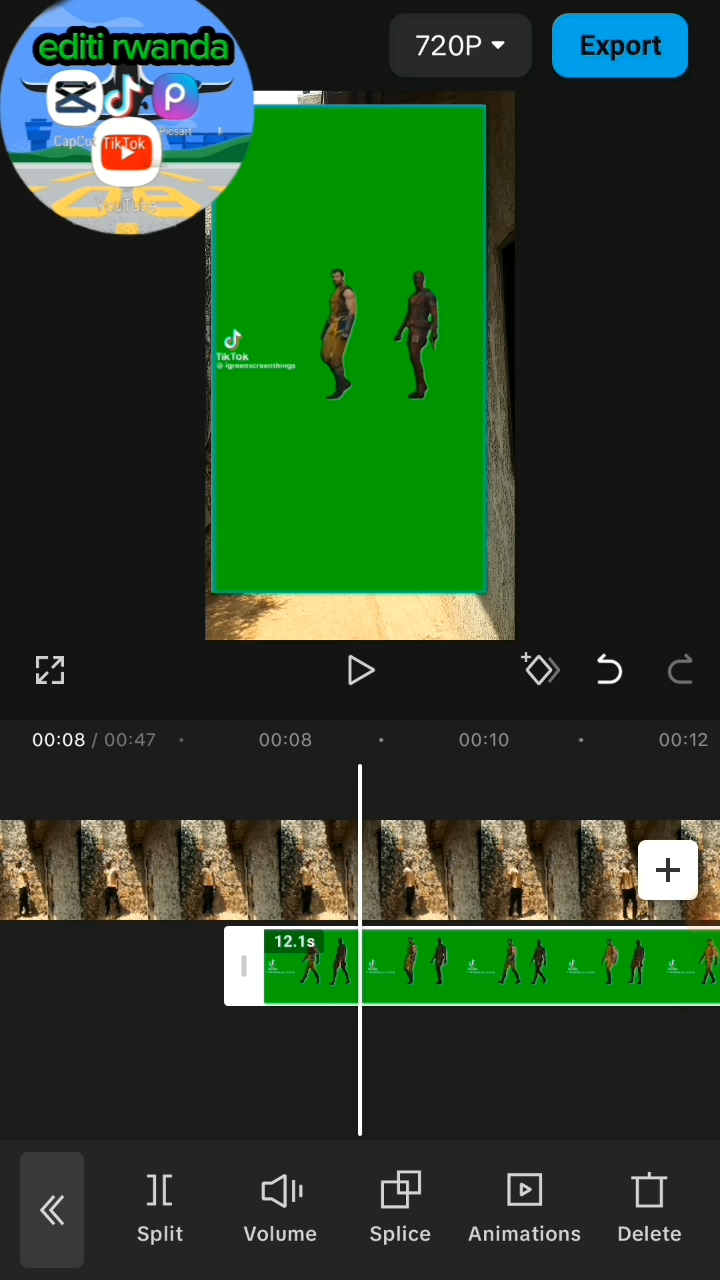 editi rwanda
CapCut
TikTok
Picsart
YouTube
720P
Export
TikTok
@ igreenscreenthings
00:08 / 00:47
00:08
00:10
00:12
12.1s
Split
Volume
Splice
Animations
Delete